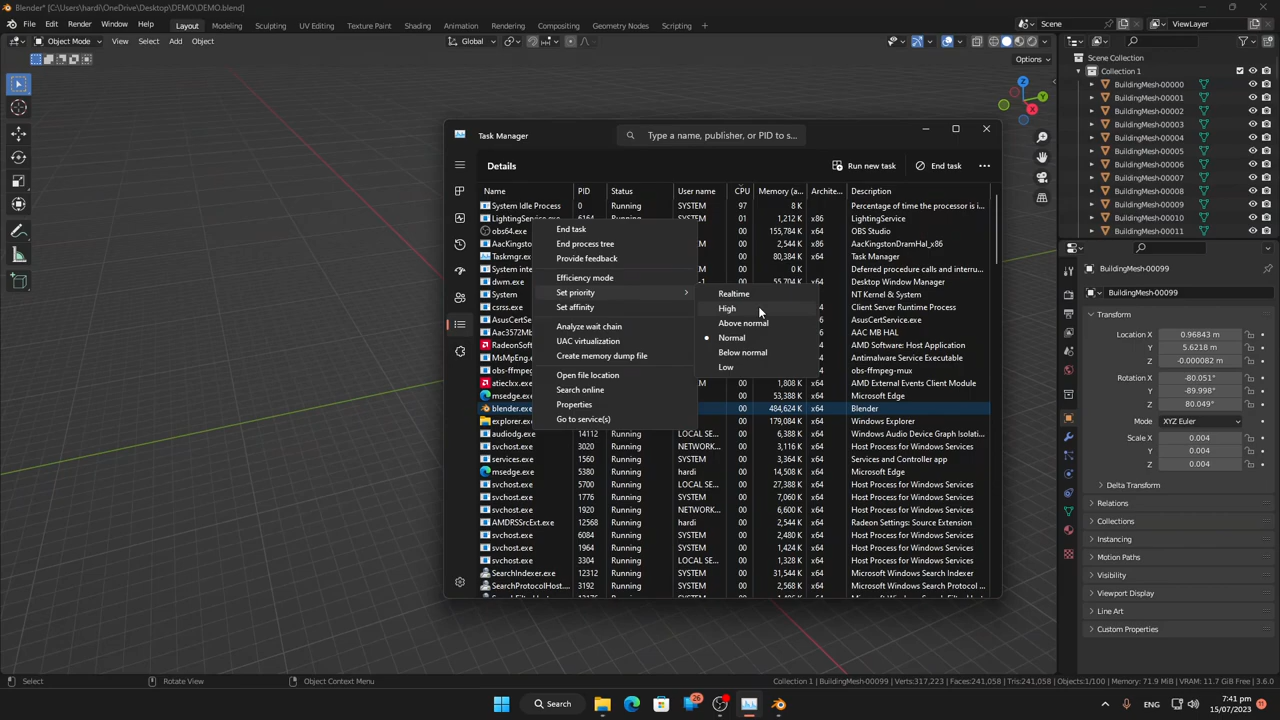 Blender* [C:\Users\hardi\OneDrive\Desktop\DEMO\DEMO.blend]
File Edit Render Window Help Layout Modeling Sculpting UV Editing Texture Paint Shading Animation Rendering Compositing Geometry Nodes Scripting + Scene ViewLayer
Object Mode View Select Add Object Global
Options
Z
Y
X
Scene Collection
Collection 1
BuildingMesh-00000
BuildingMesh-00001
BuildingMesh-00002
BuildingMesh-00003
BuildingMesh-00004
BuildingMesh-00005
BuildingMesh-00006
BuildingMesh-00007
BuildingMesh-00008
BuildingMesh-00009
BuildingMesh-00010
BuildingMesh-00011
Task Manager Type a name, publisher, or PID to s...
Details Run new task End task
Name PID Status User name CPU Memory (a... Archite... Description
System Idle Process 0 Running SYSTEM 97 8 K Percentage of time the processor is i...
LightingService.exe 6164 Running SYSTEM 01 1,212 K x86 LightingService
obs64.exe 155,784 K x64 OBS Studio
AacKingston 2,544 K x86 AacKingstonDramHal_x86
Taskmgr.ex 80,384 K x64 Task Manager
System inte 0 K Deferred procedure calls and interru...
dwm.exe Desktop Window Manager
System NT Kernel & System
csrss.exe Client Server Runtime Process
AsusCertSer
Aac3572M AAC MB HAL
RadeonSoft AMD Software: Host Application
MsMpEng. Antimalware Service Executable
obs-ffmpeg obs-ffmpeg-mux
atieclxx.exe 00 1,808 K x64 AMD External Events Client Module
msedge.exe 00 53,388 K x64 Microsoft Edge
blender.exe 00 484,624 K x64 Blender
explorer.exe 00 179,084 K x64 Windows Explorer
audiodg.exe 14112 Running LOCAL SE... 00 6,388 K x64 Windows Audio Device Graph Isolati...
svchost.exe 3020 Running NETWORK... 00 3,116 K x64 Host Process for Windows Services
services.exe 1560 Running SYSTEM 00 3,364 K x64 Services and Controller app
msedge.exe 5380 Running hardi 00 14,508 K x64 Microsoft Edge
svchost.exe 5700 Running LOCAL SE... 00 27,388 K x64 Host Process for Windows Services
svchost.exe 1776 Running SYSTEM 00 7,060 K x64 Host Process for Windows Services
svchost.exe 1920 Running NETWORK... 00 6,600 K x64 Host Process for Windows Services
AMDRSSrcExt.exe 12568 Running hardi 00 2,544 K x64 Radeon Settings: Source Extension
svchost.exe 6084 Running SYSTEM 00 2,480 K x64 Host Process for Windows Services
svchost.exe 1964 Running SYSTEM 00 1,428 K x64 Host Process for Windows Services
svchost.exe 3304 Running LOCAL SE... 00 1,324 K x64 Host Process for Windows Services
SearchIndexer.exe 12312 Running SYSTEM 00 31,544 K x64 Microsoft Windows Search Indexer
SearchProtocolHost.... 3192 Running SYSTEM 00 2,568 K x64 Microsoft Windows Search Protocol ...
End task
End process tree
Provide feedback
Efficiency mode
Set priority
Set affinity
Analyze wait chain
UAC virtualization
Create memory dump file
Open file location
Search online
Properties
Go to service(s)
Realtime
High
Above normal
Normal
Below normal
Low
BuildingMesh-00099
BuildingMesh-00099
Transform
Location X 0.96843 m
Y 5.6218 m
Z -0.000082 m
Rotation X -80.051°
Y -89.998°
Z 80.049°
Mode XYZ Euler
Scale X 0.004
Y 0.004
Z 0.004
Delta Transform
Relations
Collections
Instancing
Motion Paths
Visibility
Viewport Display
Line Art
Custom Properties
Select Rotate View Object Context Menu Collection 1 | BuildingMesh-00099 | Verts:317,223 | Faces:241,058 | Tris:241,058 | Objects:1/100 | Memory: 71.9 MiB | VRAM: 11.7 GiB Free | 3.6.0
Search 26 ENG 7:41 pm
15/07/2023